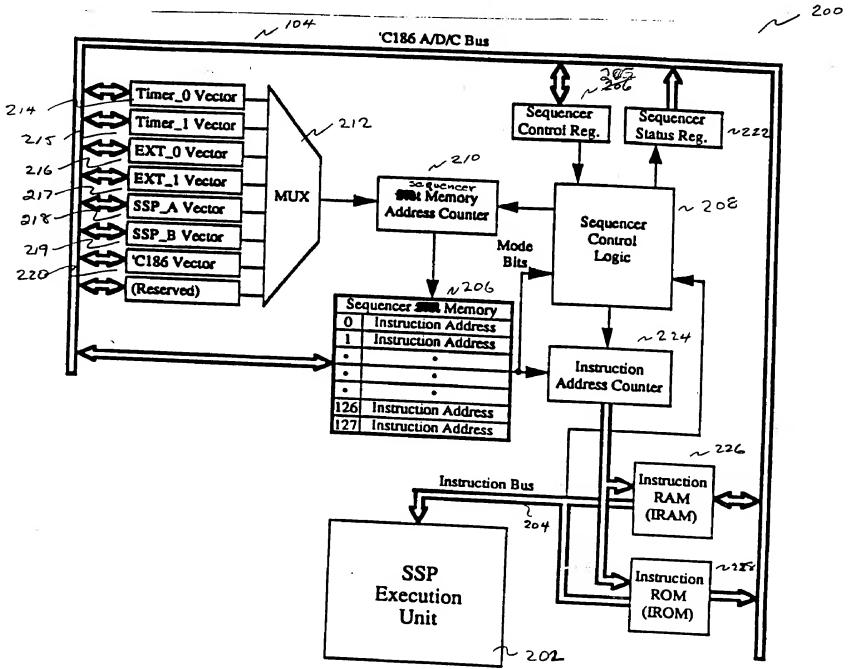 200
104
'C186 A/D/C Bus
214
Timer_0 Vector
215
Timer_1 Vector
216
EXT_0 Vector
217
EXT_1 Vector
218
SSP_A Vector
219
SSP_B Vector
220
'C186 Vector
(Reserved)
212
MUX
210
sequencer
Memory
Address Counter
206
Sequencer
Control Reg.
Sequencer
Status Reg.
222
208
Sequencer
Control
Logic
Mode
Bits
206
Sequencer Memory
0 Instruction Address
1 Instruction Address
126 Instruction Address
127 Instruction Address
224
Instruction
Address Counter
226
Instruction
RAM
(IRAM)
Instruction Bus
204
Instruction
ROM
(IROM)
SSP
Execution
Unit
202